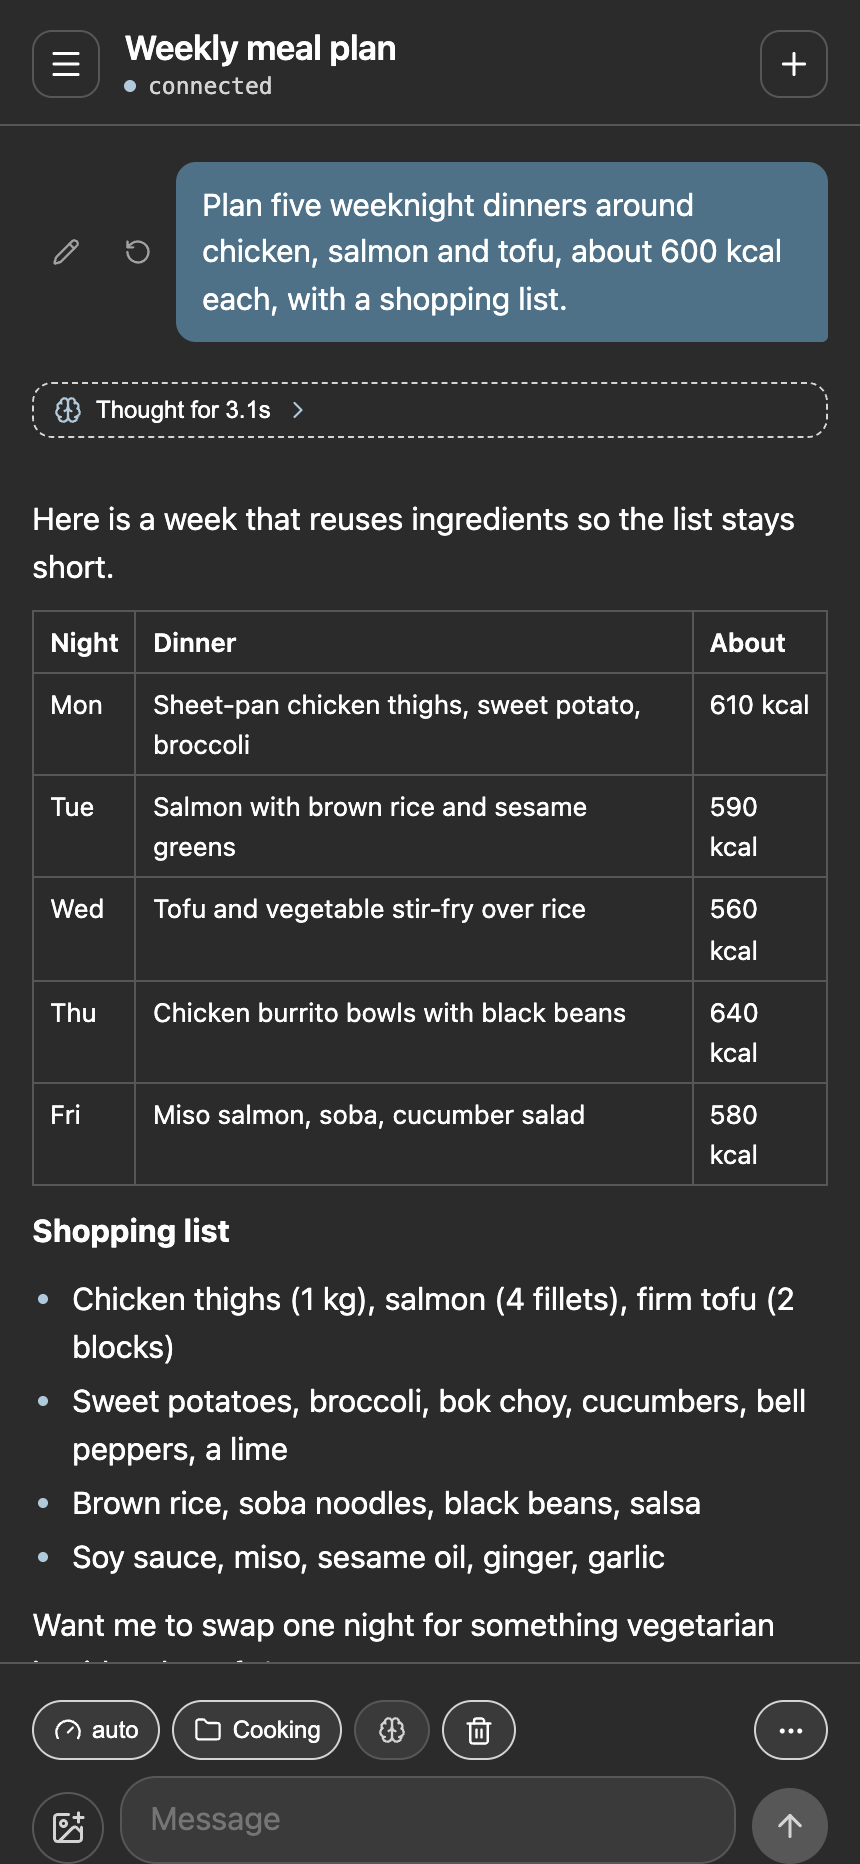 Weekly meal plan
connected
Plan five weeknight dinners around
chicken, salmon and tofu, about 600 kcal
each, with a shopping list.
Thought for 3.1s
Here is a week that reuses ingredients so the list stays
short.
Night Dinner About
Mon Sheet-pan chicken thighs, sweet potato, 610 kcal
broccoli
Tue Salmon with brown rice and sesame 590
greens kcal
Wed Tofu and vegetable stir-fry over rice 560
kcal
Thu Chicken burrito bowls with black beans 640
kcal
Fri Miso salmon, soba, cucumber salad 580
kcal
Shopping list
Chicken thighs (1 kg), salmon (4 fillets), firm tofu (2
blocks)
Sweet potatoes, broccoli, bok choy, cucumbers, bell
peppers, a lime
Brown rice, soba noodles, black beans, salsa
Soy sauce, miso, sesame oil, ginger, garlic
Want me to swap one night for something vegetarian
auto Cooking
Message